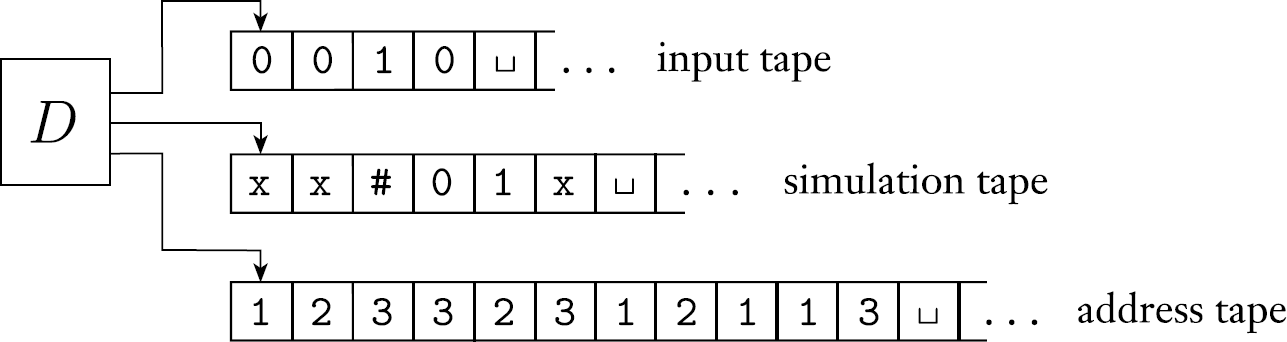 0 0 1 0 ␣ ... input tape
D
x x # 0 1 x ␣ ... simulation tape
1 2 3 3 2 3 1 2 1 1 3 ␣ ... address tape